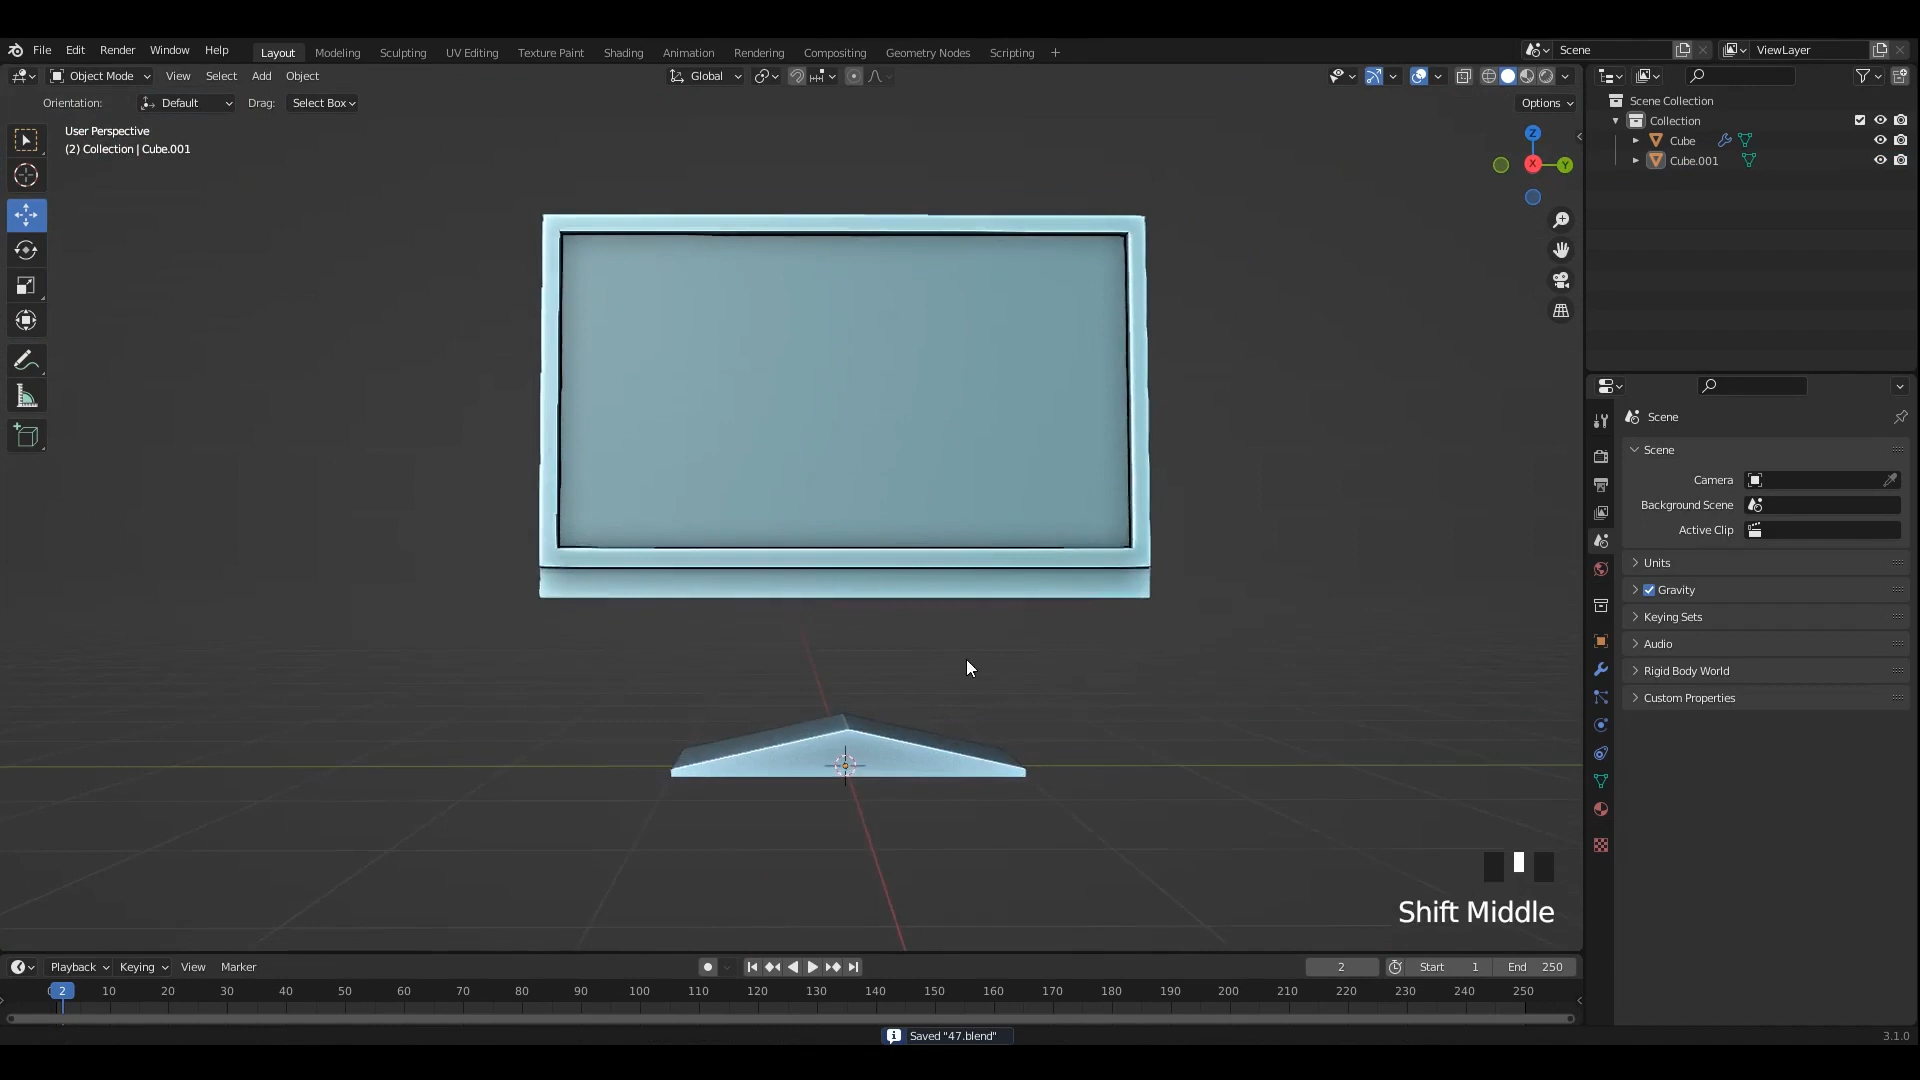 File Edit Render Window Help Layout Modeling Sculpting UV Editing Texture Paint Shading Animation Rendering Compositing Geometry Nodes Scripting + Scene ViewLayer
Object Mode View Select Add Object Global
Orientation: Default Drag: Select Box Options
User Perspective
(2) Collection | Cube.001
Z
X
Y
Scene Collection
Collection
Cube
Cube.001
Scene
Scene
Camera
Background Scene
Active Clip
Units
Gravity
Keying Sets
Audio
Rigid Body World
Custom Properties
Shift Middle
Playback Keying View Marker 2 Start 1 End 250
2 10 20 30 40 50 60 70 80 90 100 110 120 130 140 150 160 170 180 190 200 210 220 230 240 250
Saved "47.blend"
3.1.0